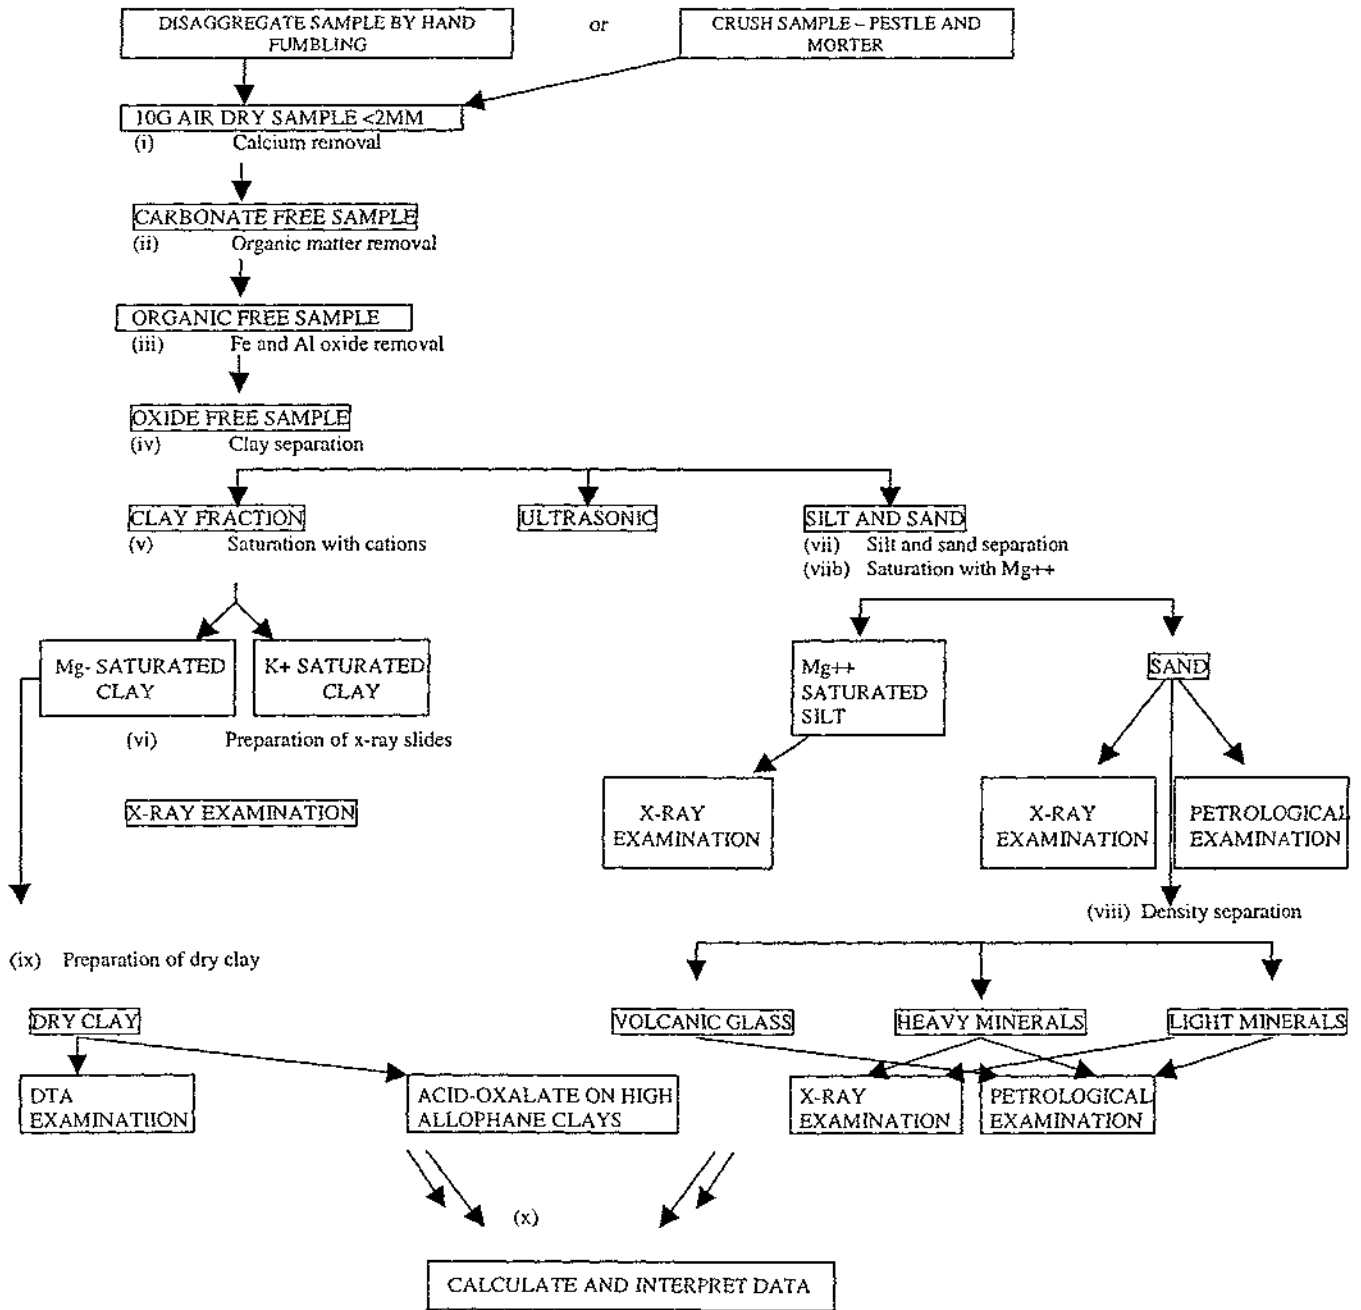 DISAGGREGATE SAMPLE BY HAND
FUMBLING
or
CRUSH SAMPLE – PESTLE AND
MORTER
10G AIR DRY SAMPLE <2MM
(i) Calcium removal
CARBONATE FREE SAMPLE
(ii) Organic matter removal
ORGANIC FREE SAMPLE
(iii) Fe and Al oxide removal
OXIDE FREE SAMPLE
(iv) Clay separation
CLAY FRACTION
ULTRASONIC
SILT AND SAND
(v) Saturation with cations
(vii) Silt and sand separation
(viib) Saturation with Mg++
Mg- SATURATED
CLAY
K+ SATURATED
CLAY
Mg++
SATURATED
SILT
SAND
(vi) Preparation of x-ray slides
X-RAY EXAMINATION
X-RAY
EXAMINATION
X-RAY
EXAMINATION
PETROLOGICAL
EXAMINATION
(viii) Density separation
(ix) Preparation of dry clay
DRY CLAY
VOLCANIC GLASS
HEAVY MINERALS
LIGHT MINERALS
DTA
EXAMINATIION
ACID-OXALATE ON HIGH
ALLOPHANE CLAYS
X-RAY
EXAMINATION
PETROLOGICAL
EXAMINATION
(x)
CALCULATE AND INTERPRET DATA